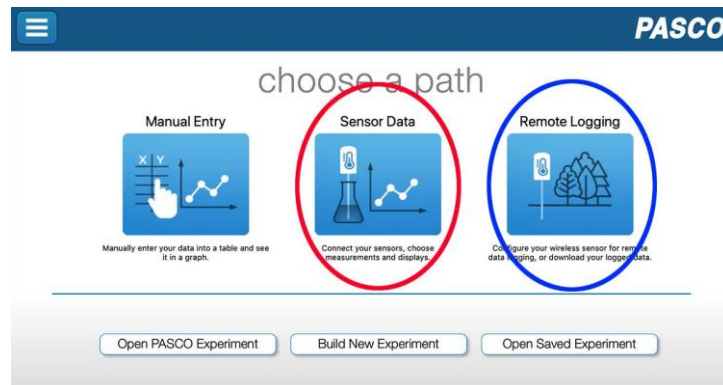 PASCO
choose a path
Manual Entry
Sensor Data
Remote Logging
X Y
Manually enter your data into a table and see
it in a graph.
Connect your sensors, choose
measurements and displays.
Configure your wireless sensor for remote
data logging, or download your logged data.
Open PASCO Experiment
Build New Experiment
Open Saved Experiment